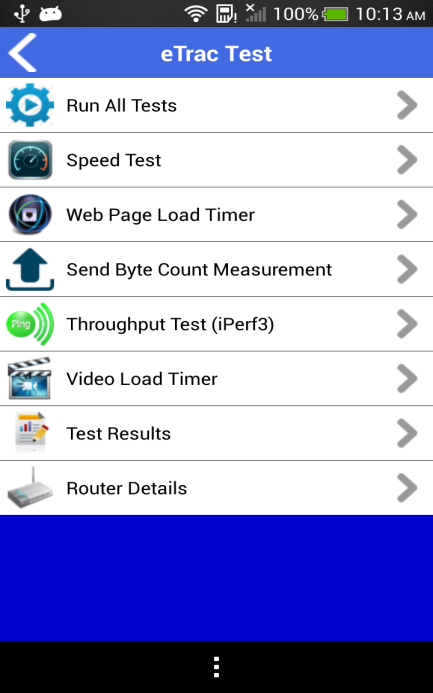 100% 10:13 AM
eTrac Test
Run All Tests
Speed Test
Web Page Load Timer
Send Byte Count Measurement
Ping
Throughput Test (iPerf3)
Video Load Timer
Test Results
Router Details